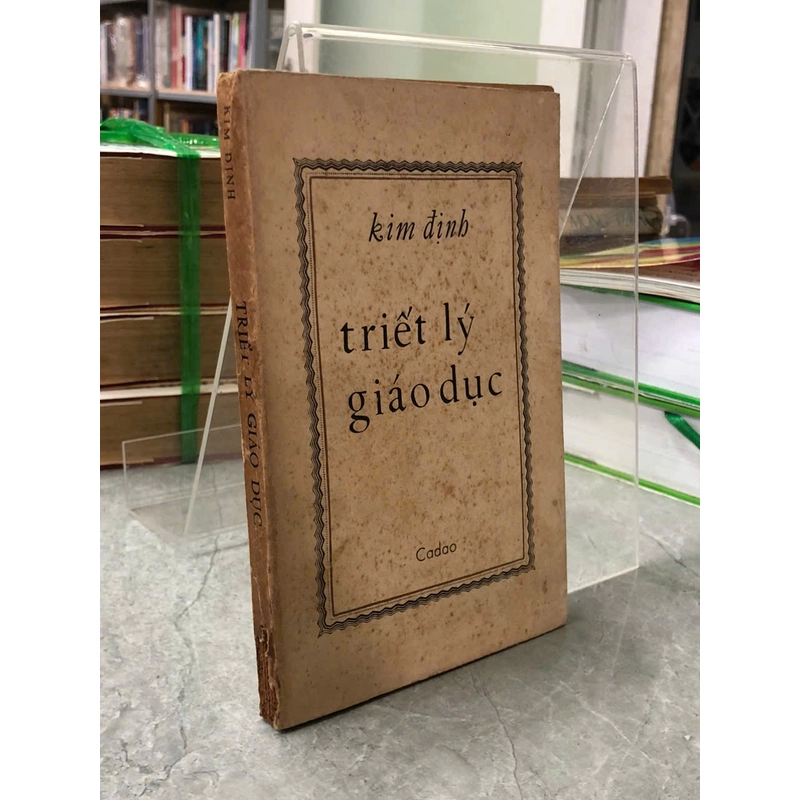 kim định
triết lý
giáo dục
Cadao
KIM ĐỊNH
TRIẾT LÝ GIÁO DỤC